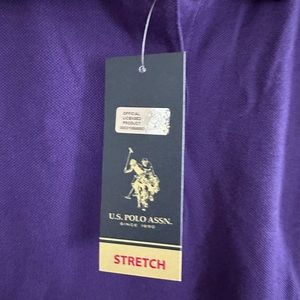 OFFICIAL
LICENSED
PRODUCT
U.S. POLO ASSN.
SINCE 1890
STRETCH